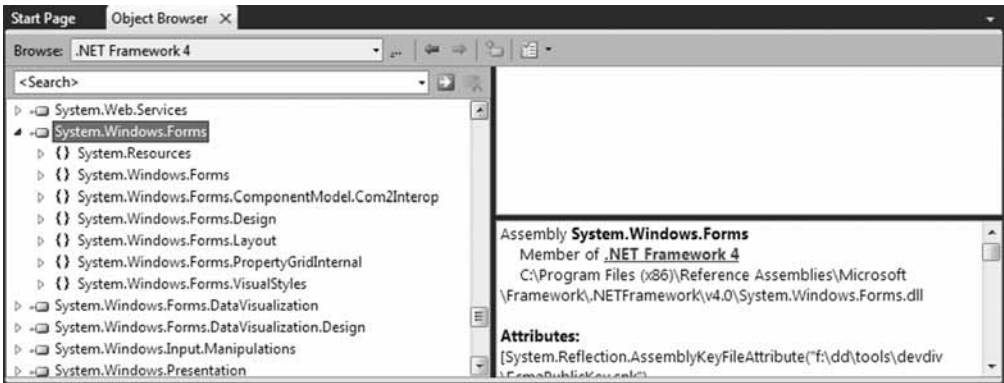 Start Page Object Browser
Browse: .NET Framework 4 ...
<Search>
System.Web.Services
System.Windows.Forms
{} System.Resources
{} System.Windows.Forms
{} System.Windows.Forms.ComponentModel.Com2Interop
{} System.Windows.Forms.Design
{} System.Windows.Forms.Layout
{} System.Windows.Forms.PropertyGridInternal
{} System.Windows.Forms.VisualStyles
System.Windows.Forms.DataVisualization
System.Windows.Forms.DataVisualization.Design
System.Windows.Input.Manipulations
System.Windows.Presentation
Assembly System.Windows.Forms
Member of .NET Framework 4
C:\Program Files (x86)\Reference Assemblies\Microsoft
\Framework\.NETFramework\v4.0\System.Windows.Forms.dll
Attributes:
[System.Reflection.AssemblyKeyFileAttribute("f:\dd\tools\devdiv